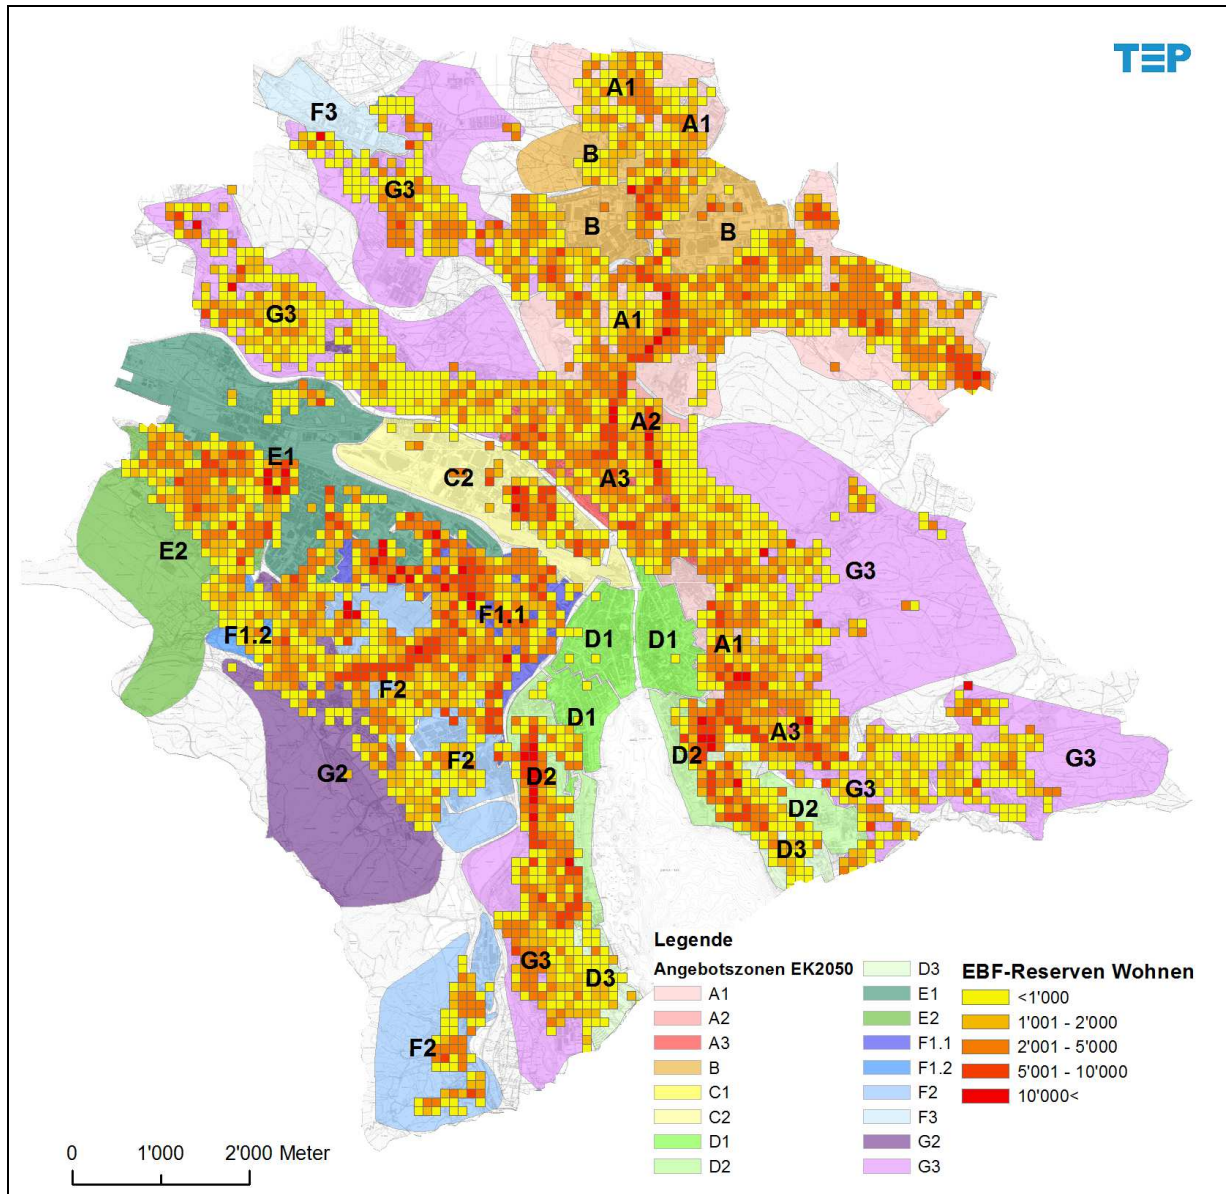 TEP
A1
F3
A1
B
G3
B
B
G3
A1
A2
E1
C2
A3
E2
G3
F1.1
F1.2
D1
D1
A1
F2
D1
A3
D2
F2
D2
G3
G2
G3
D2
D3
G3
D3
F2
Legende
Angebotszonen EK2050
A1
A2
A3
B
C1
C2
D1
D2
D3
E1
E2
F1.1
F1.2
F2
F3
G2
G3
EBF-Reserven Wohnen
<1'000
1'001 - 2'000
2'001 - 5'000
5'001 - 10'000
10'000<
0 1'000 2'000 Meter